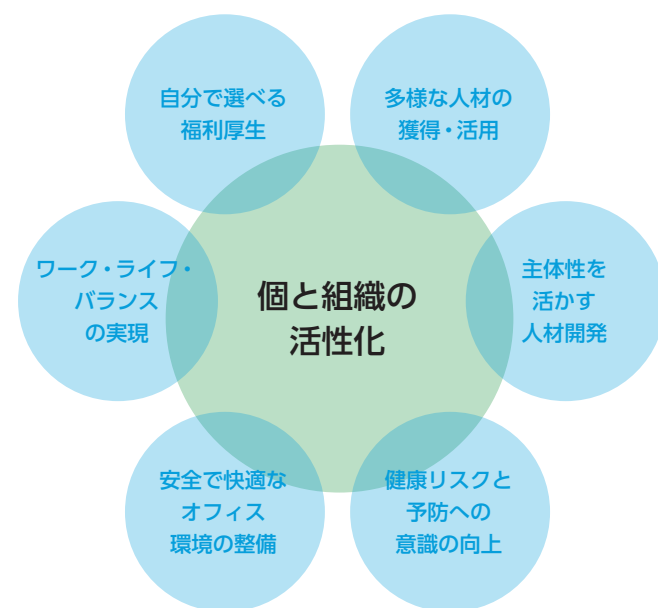 自分で選べる
福利厚生
多様な人材の
獲得・活用
ワーク・ライフ・
バランス
の実現
個と組織の
活性化
主体性を
活かす
人材開発
安全で快適な
オフィス
環境の整備
健康リスクと
予防への
意識の向上